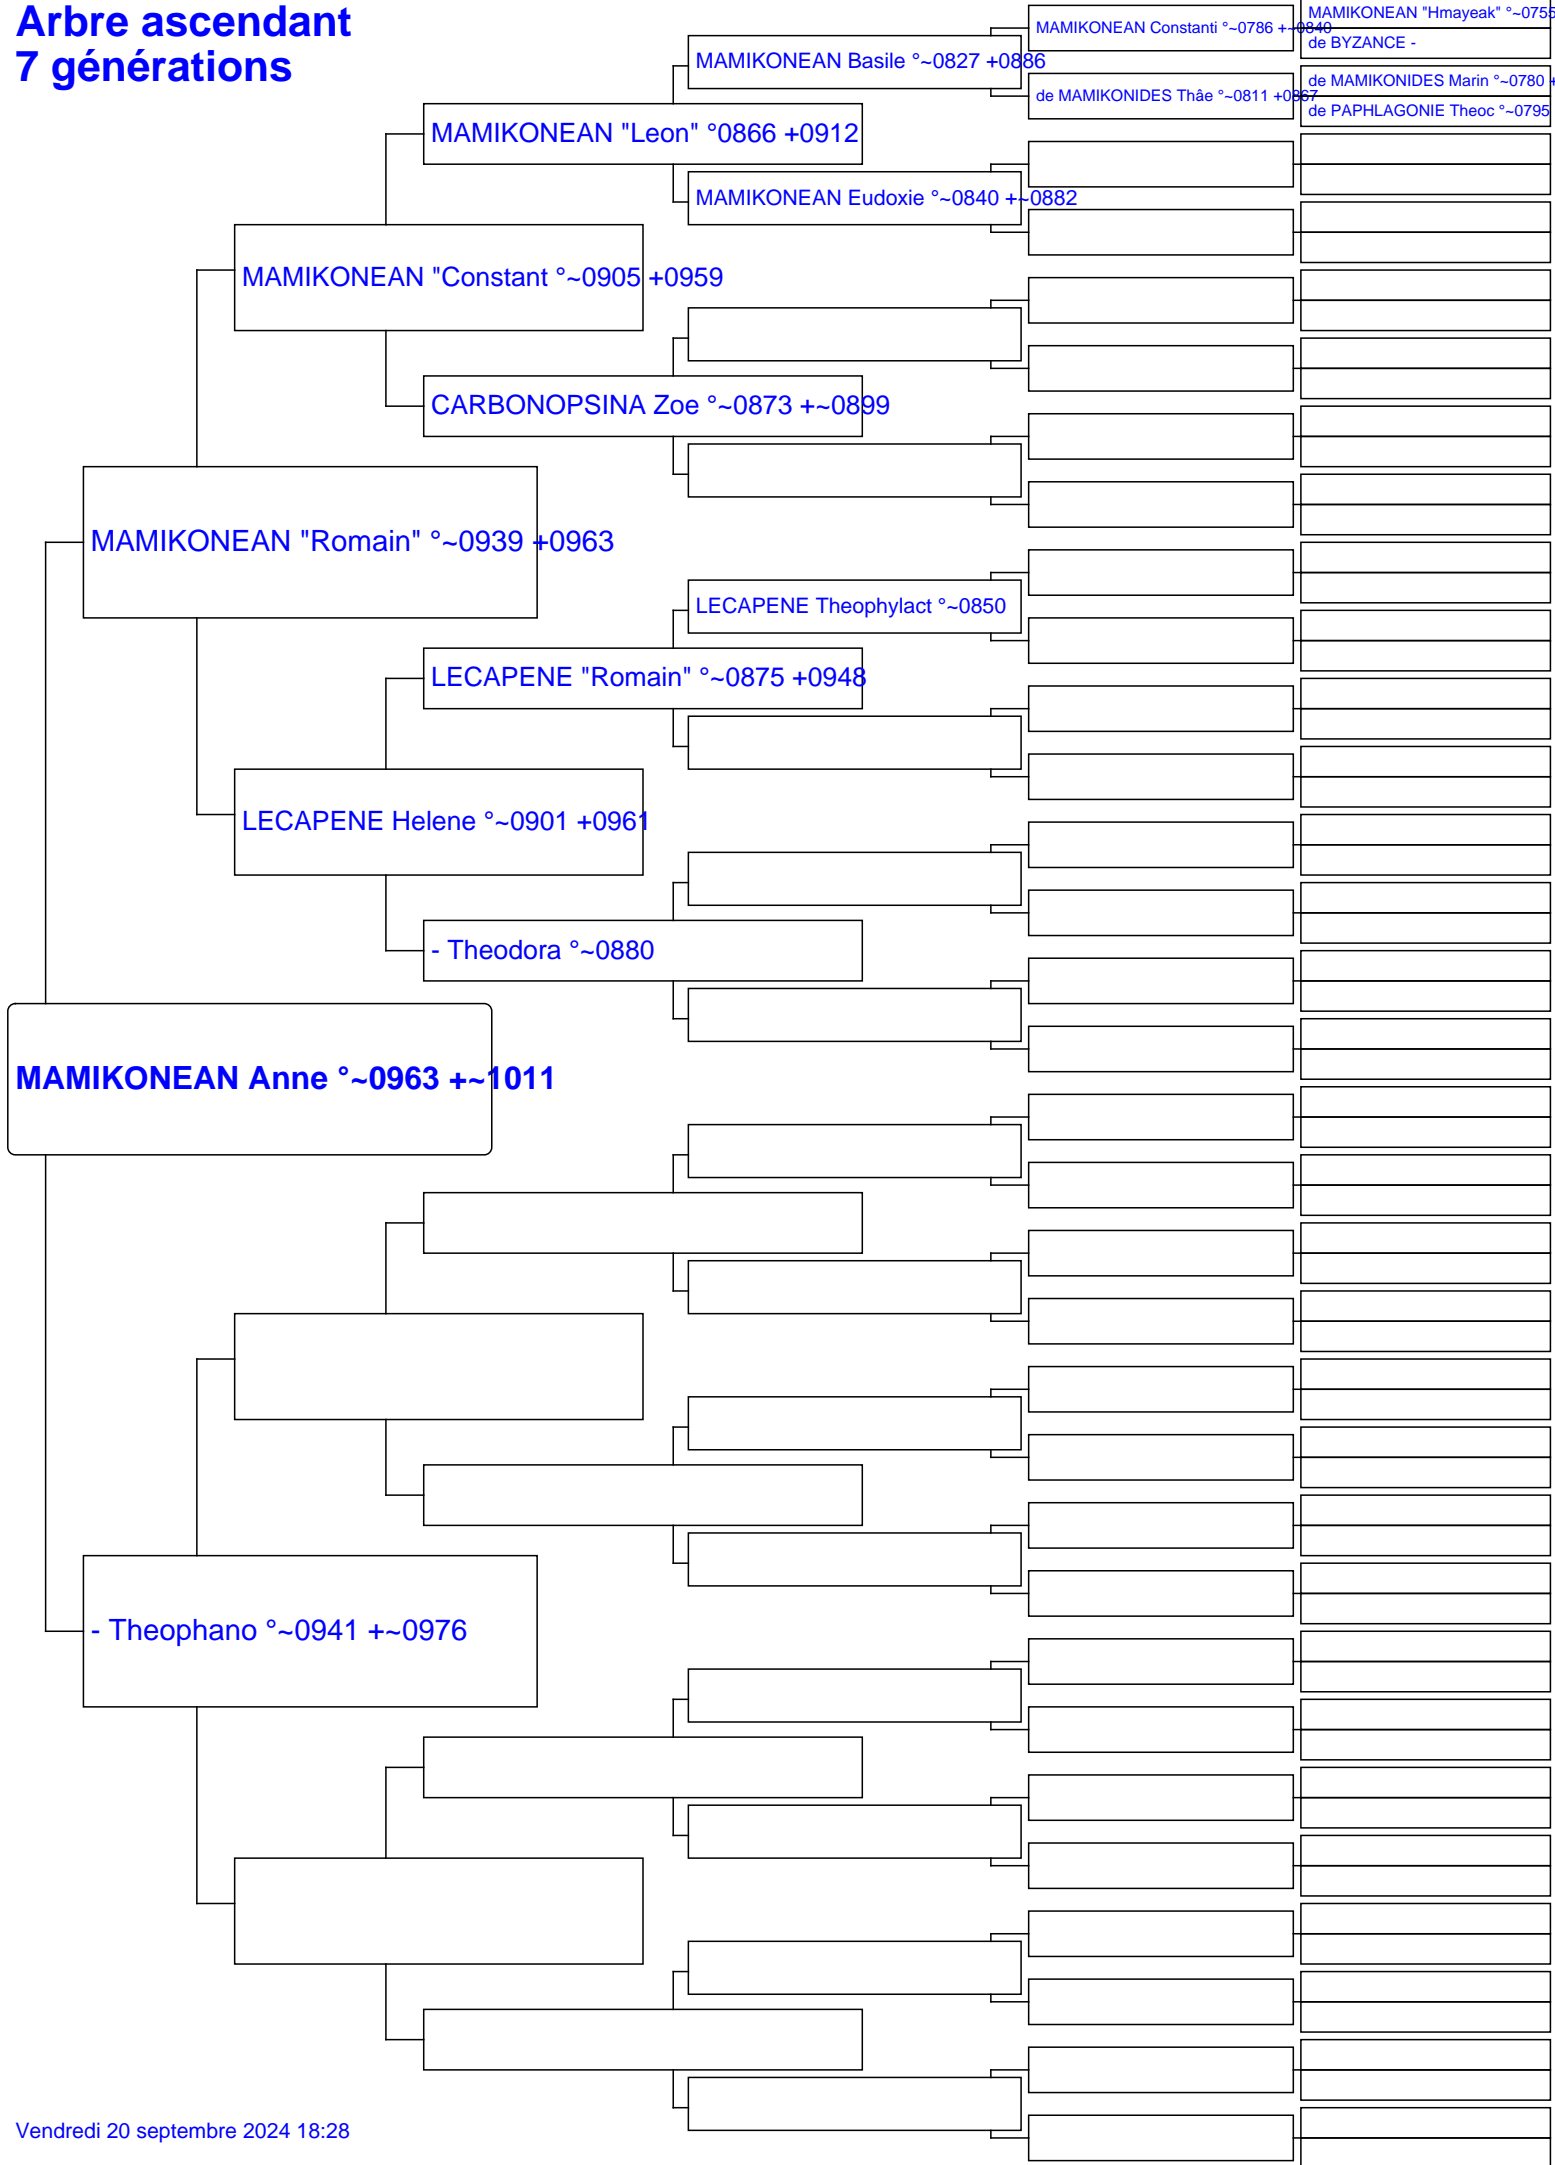 Arbre ascendant
7 générations
MAMIKONEAN "Hmayeak" °~0755
MAMIKONEAN Constanti °~0786 +~0840
de BYZANCE -
MAMIKONEAN Basile °~0827 +0886
de MAMIKONIDES Marin °~0780 +
de MAMIKONIDES Thâe °~0811 +0867
de PAPHLAGONIE Theoc °~0795
MAMIKONEAN "Leon" °0866 +0912
MAMIKONEAN Eudoxie °~0840 +~0882
MAMIKONEAN "Constant °~0905 +0959
CARBONOPSINA Zoe °~0873 +~0899
MAMIKONEAN "Romain" °~0939 +0963
LECAPENE Theophylact °~0850
LECAPENE "Romain" °~0875 +0948
LECAPENE Helene °~0901 +0961
- Theodora °~0880
MAMIKONEAN Anne °~0963 +~1011
- Theophano °~0941 +~0976
Vendredi 20 septembre 2024 18:28